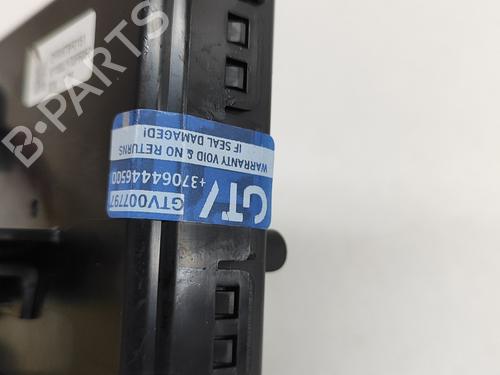 WARRANTY VOID & NO RETURNS
IF SEAL DAMAGED!
GTV
+37064446500
GTV007797
B-PARTS